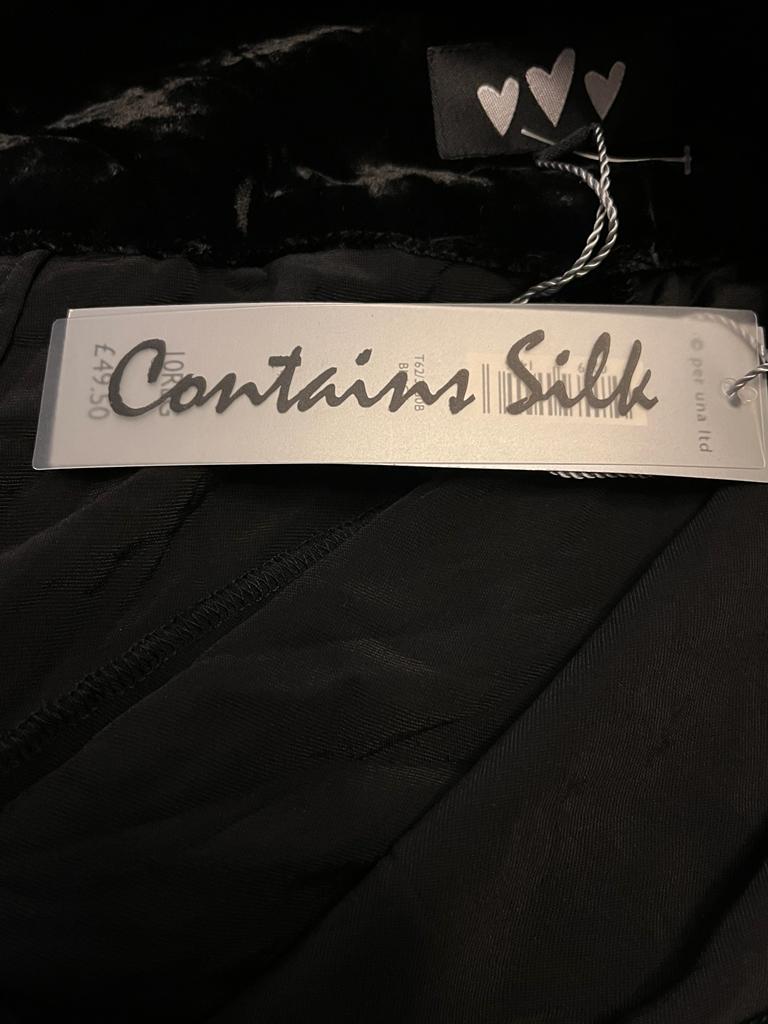 Contains Silk
£49.50
© per una ltd